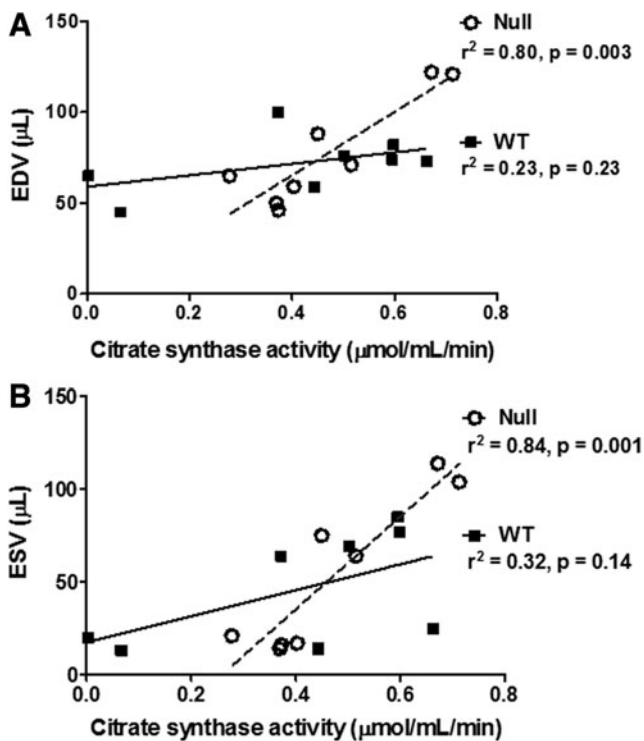 A
Null
r² = 0.80, p = 0.003
WT
r² = 0.23, p = 0.23
EDV (µL)
150
100
50
0
0.0 0.2 0.4 0.6 0.8
Citrate synthase activity (µmol/mL/min)
B
Null
r² = 0.84, p = 0.001
WT
r² = 0.32, p = 0.14
ESV (µL)
150
100
50
0
0.0 0.2 0.4 0.6 0.8
Citrate synthase activity (µmol/mL/min)